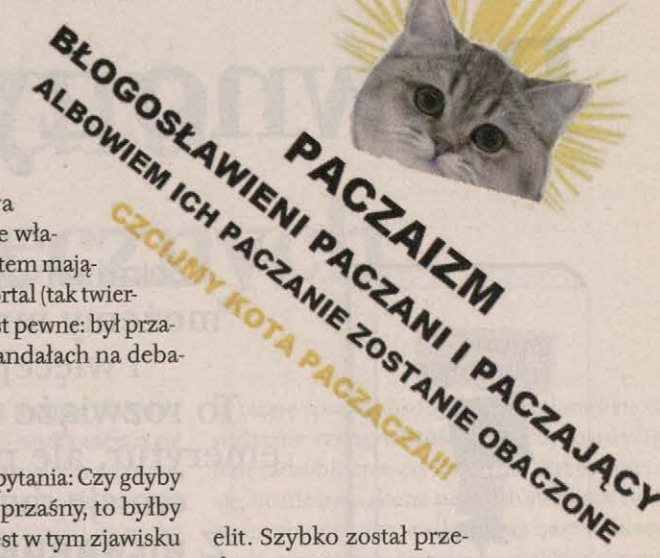 PACZAIZM
BŁOGOSŁAWIENI PACZANI I PACZAJĄCY
ALBOWIEM ICH PACZANIE ZOSTANIE OBACZONE
CZCIJMY KOTA PACZACZA!!!
e wła-
tem mają-
rtal (tak twier-
st pewne: był prza-
andałach na deba-
pytania: Czy gdyby
przaśny, to byłby
est w tym zjawisku
elit. Szybko został prze-